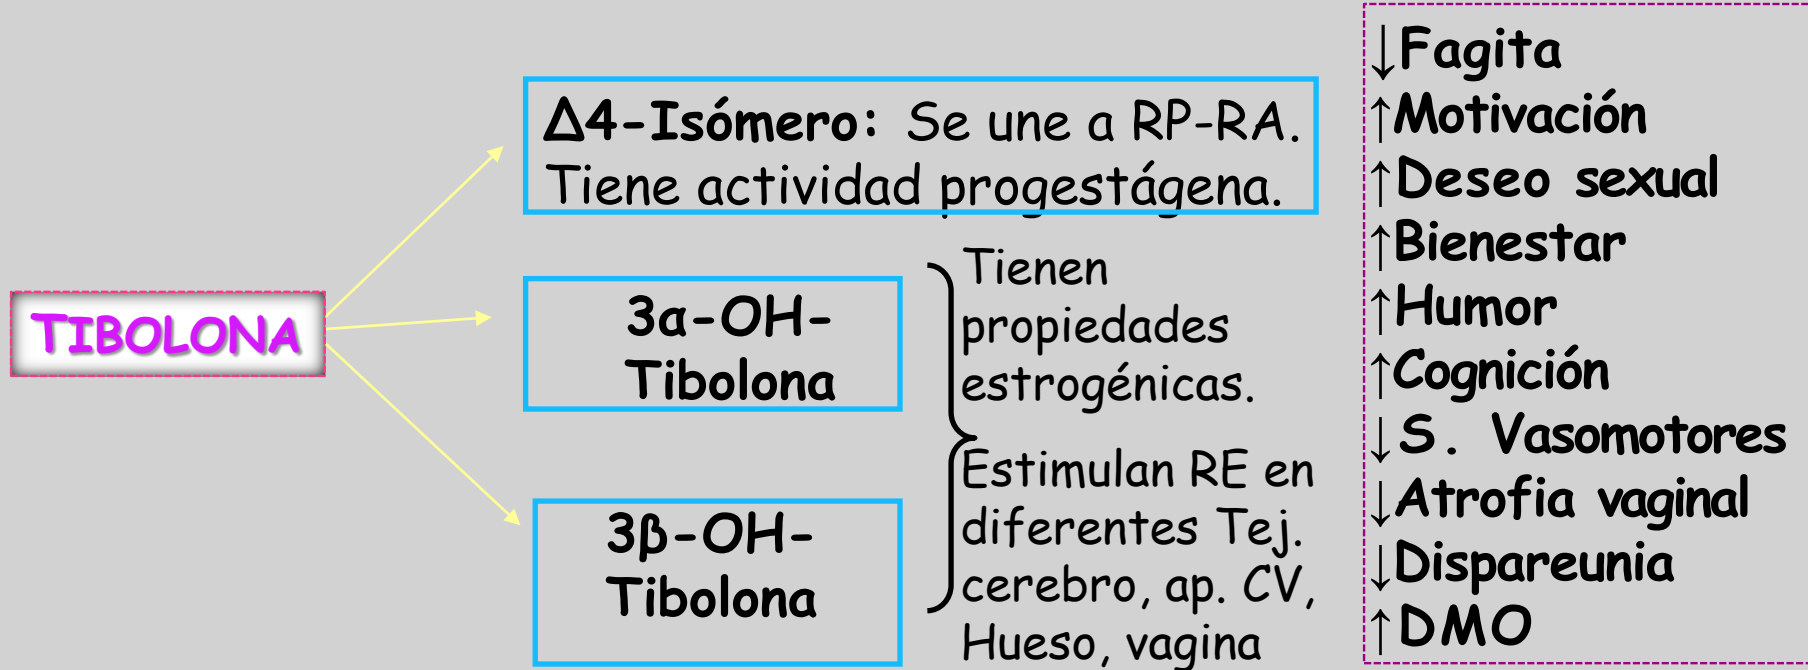 TIBOLONA
Δ4-Isómero: Se une a RP-RA.
Tiene actividad progestágena.
3α-OH-
Tibolona
3β-OH-
Tibolona
Tienen
propiedades
estrogénicas.
Estimulan RE en
diferentes Tej.
cerebro, ap. CV,
Hueso, vagina
↓Fagita
↑Motivación
↑Deseo sexual
↑Bienestar
↑Humor
↑Cognición
↓S. Vasomotores
↓Atrofia vaginal
↓Dispareunia
↑DMO